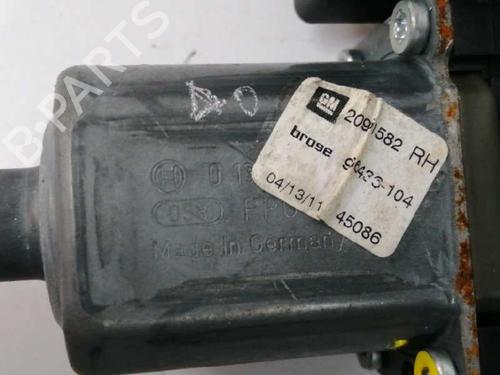 B-PARTS
GM 2091582 RH
brose
04/13/11 45086
Made In Germany